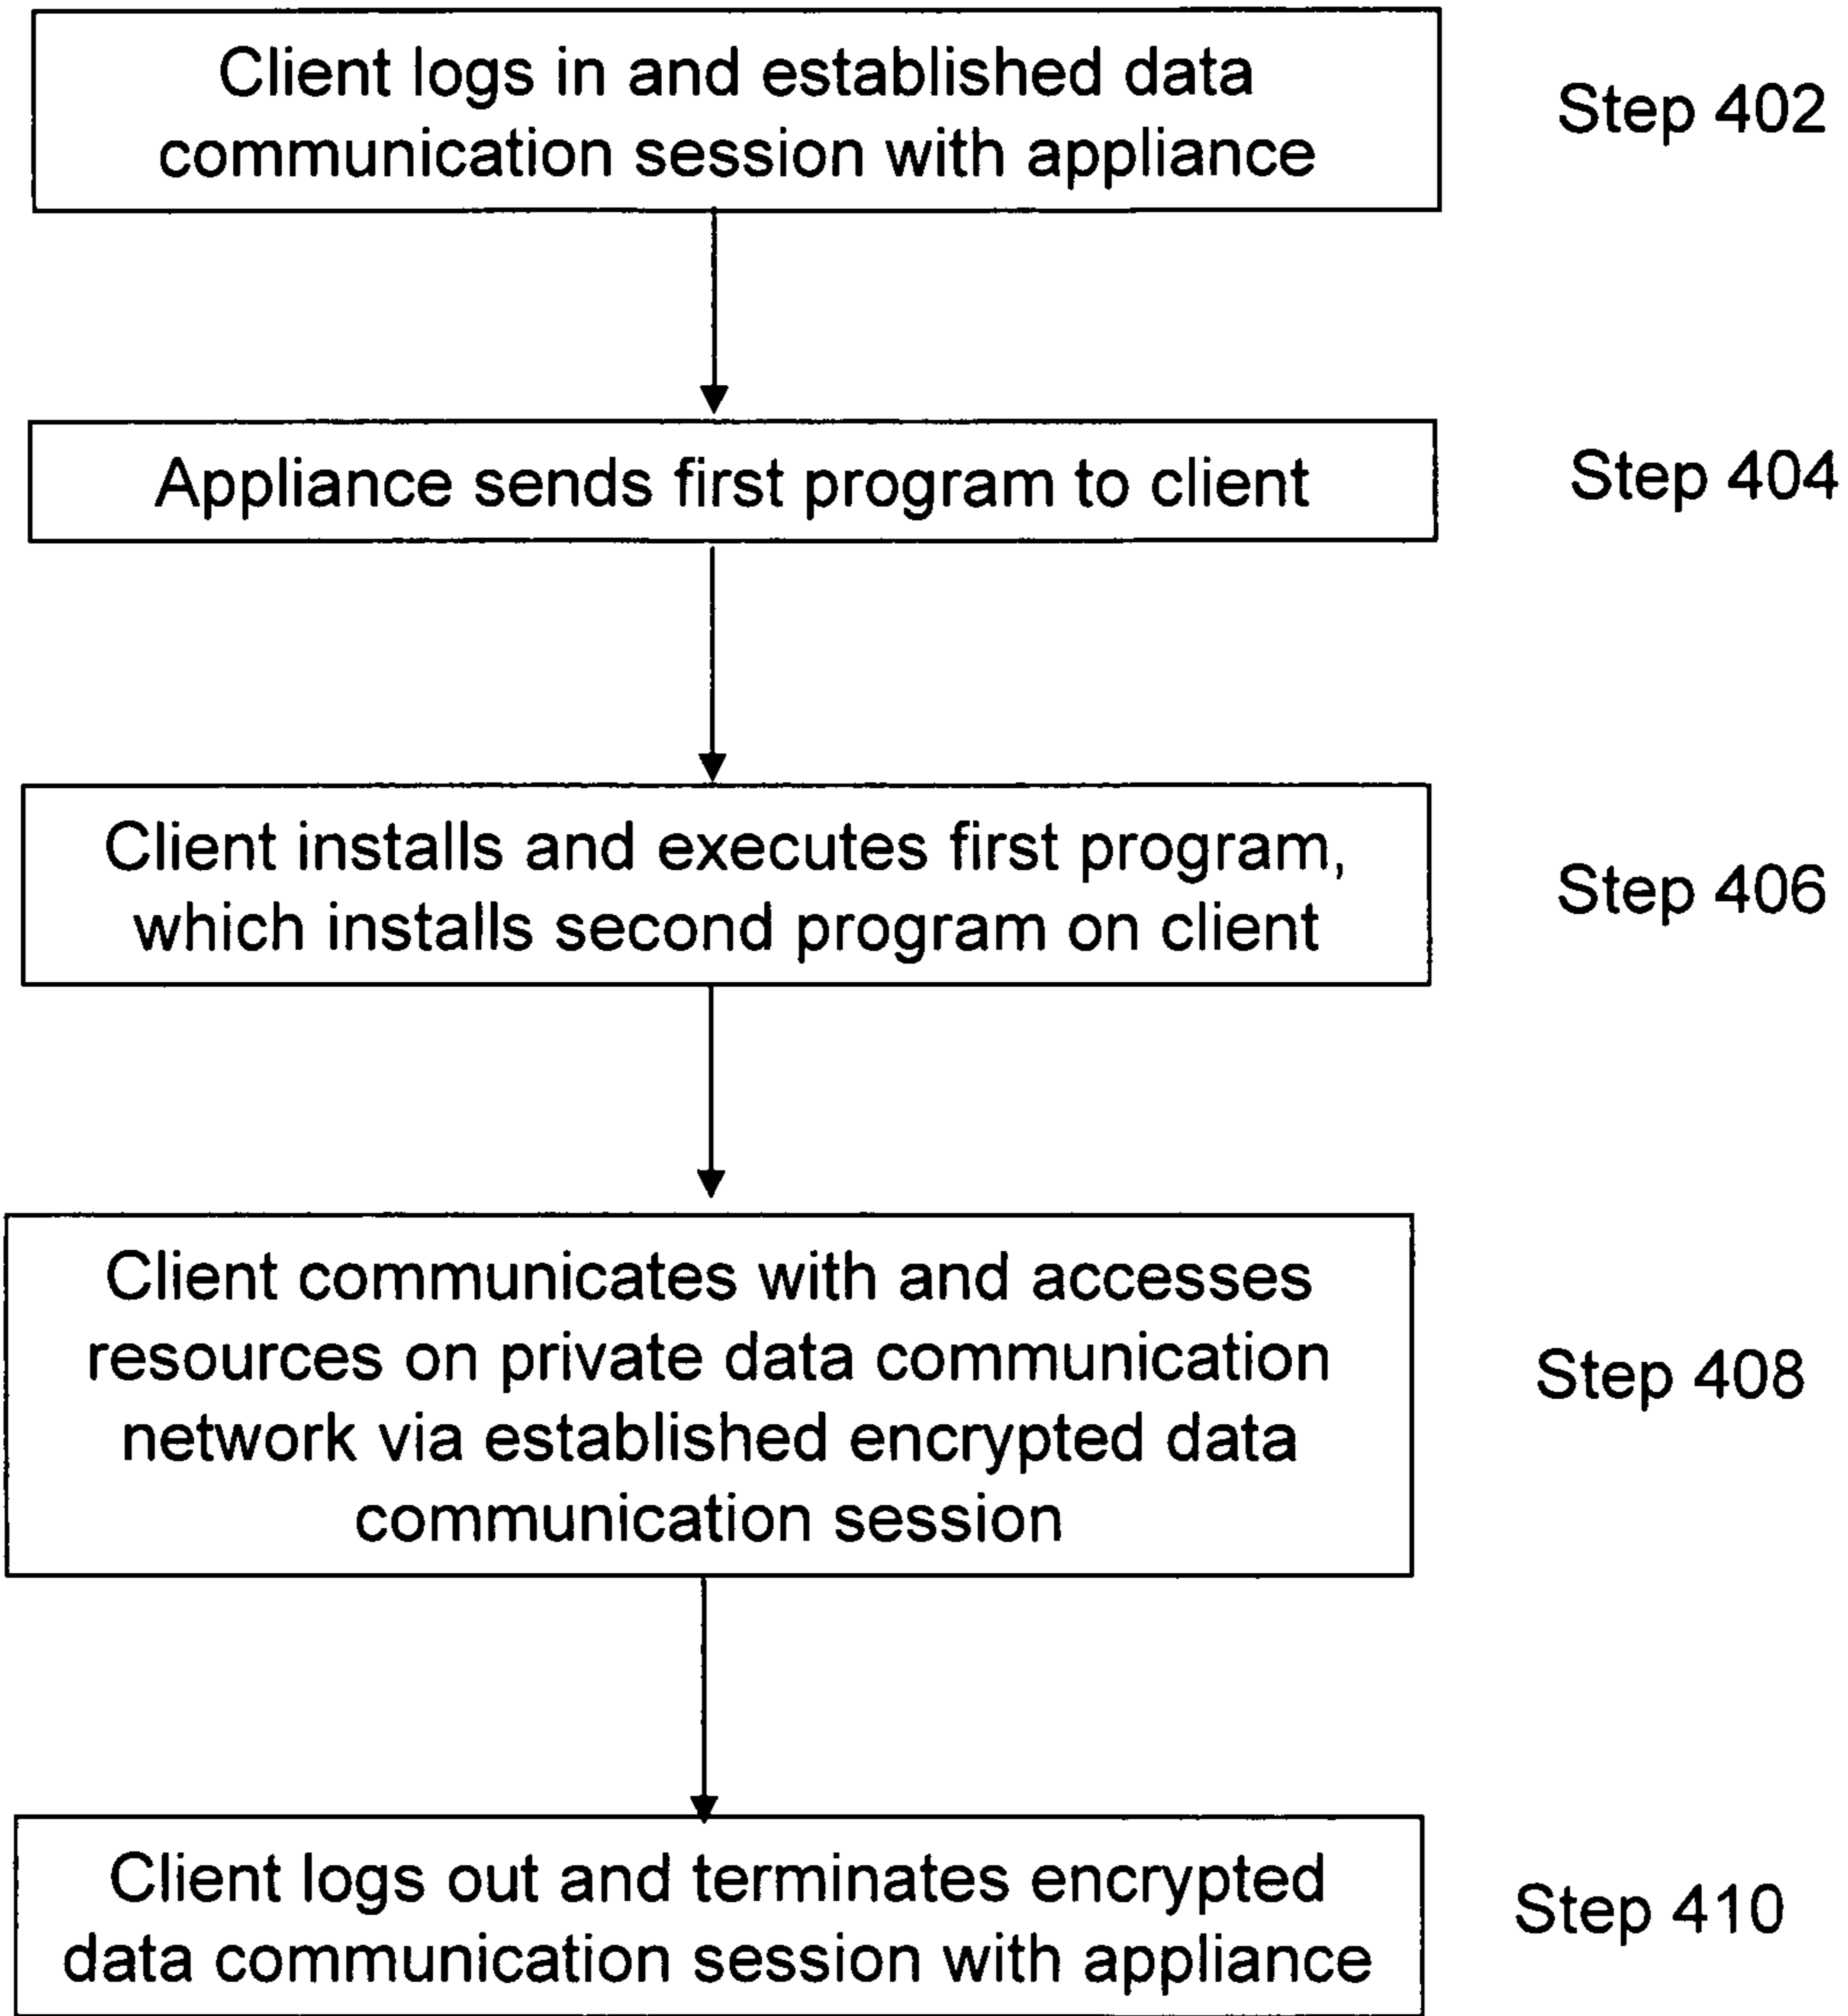 Client logs in and established data
communication session with appliance
Step 402
Appliance sends first program to client
Step 404
Client installs and executes first program,
which installs second program on client
Step 406
Client communicates with and accesses
resources on private data communication
network via established encrypted data
communication session
Step 408
Client logs out and terminates encrypted
data communication session with appliance
Step 410